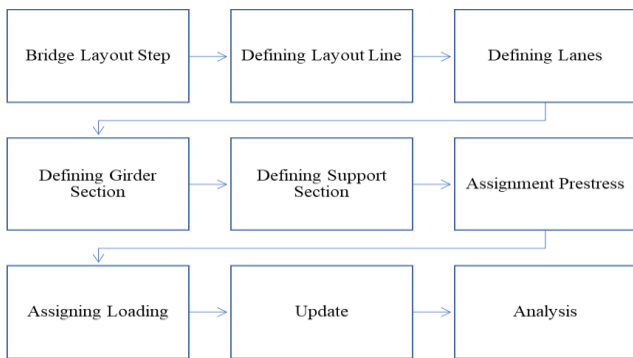 Bridge Layout Step
Defining Layout Line
Defining Lanes
Defining Girder
Section
Defining Support
Section
Assignment Prestress
Assigning Loading
Update
Analysis